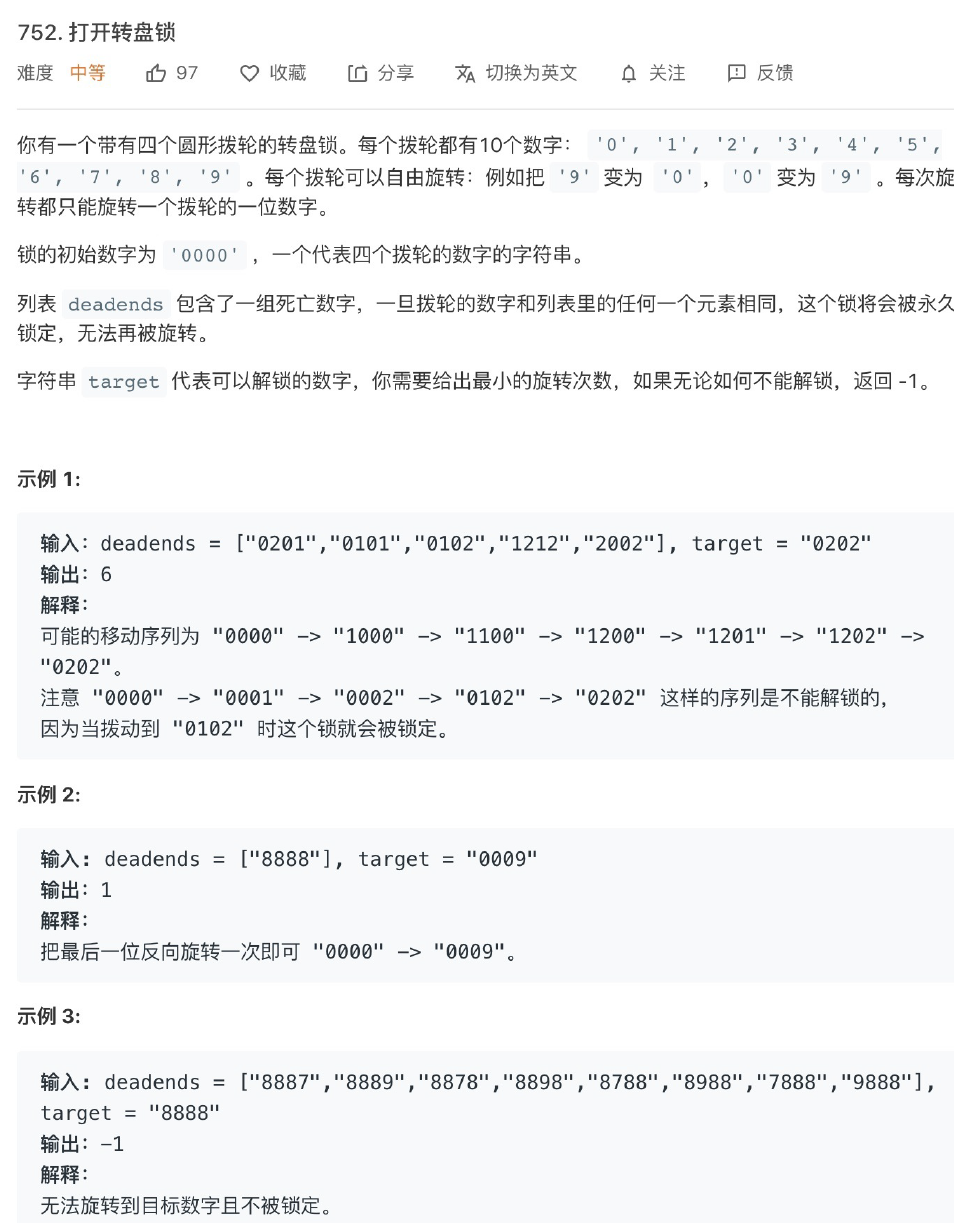 752. 打开转盘锁
难度 中等 97 收藏 分享 切换为英文 关注 反馈
你有一个带有四个圆形拨轮的转盘锁。每个拨轮都有10个数字： '0', '1', '2', '3', '4', '5',
'6', '7', '8', '9' 。每个拨轮可以自由旋转：例如把 '9' 变为 '0'，'0' 变为 '9' 。每次旋
转都只能旋转一个拨轮的一位数字。
锁的初始数字为 '0000' ，一个代表四个拨轮的数字的字符串。
列表 deadends 包含了一组死亡数字，一旦拨轮的数字和列表里的任何一个元素相同，这个锁将会被永久
锁定，无法再被旋转。
字符串 target 代表可以解锁的数字，你需要给出最小的旋转次数，如果无论如何不能解锁，返回 -1。
示例 1:
输入：deadends = ["0201","0101","0102","1212","2002"], target = "0202"
输出：6
解释：
可能的移动序列为 "0000" -> "1000" -> "1100" -> "1200" -> "1201" -> "1202" ->
"0202"。
注意 "0000" -> "0001" -> "0002" -> "0102" -> "0202" 这样的序列是不能解锁的，
因为当拨动到 "0102" 时这个锁就会被锁定。
示例 2:
输入: deadends = ["8888"], target = "0009"
输出：1
解释：
把最后一位反向旋转一次即可 "0000" -> "0009"。
示例 3:
输入: deadends = ["8887","8889","8878","8898","8788","8988","7888","9888"],
target = "8888"
输出：-1
解释：
无法旋转到目标数字且不被锁定。